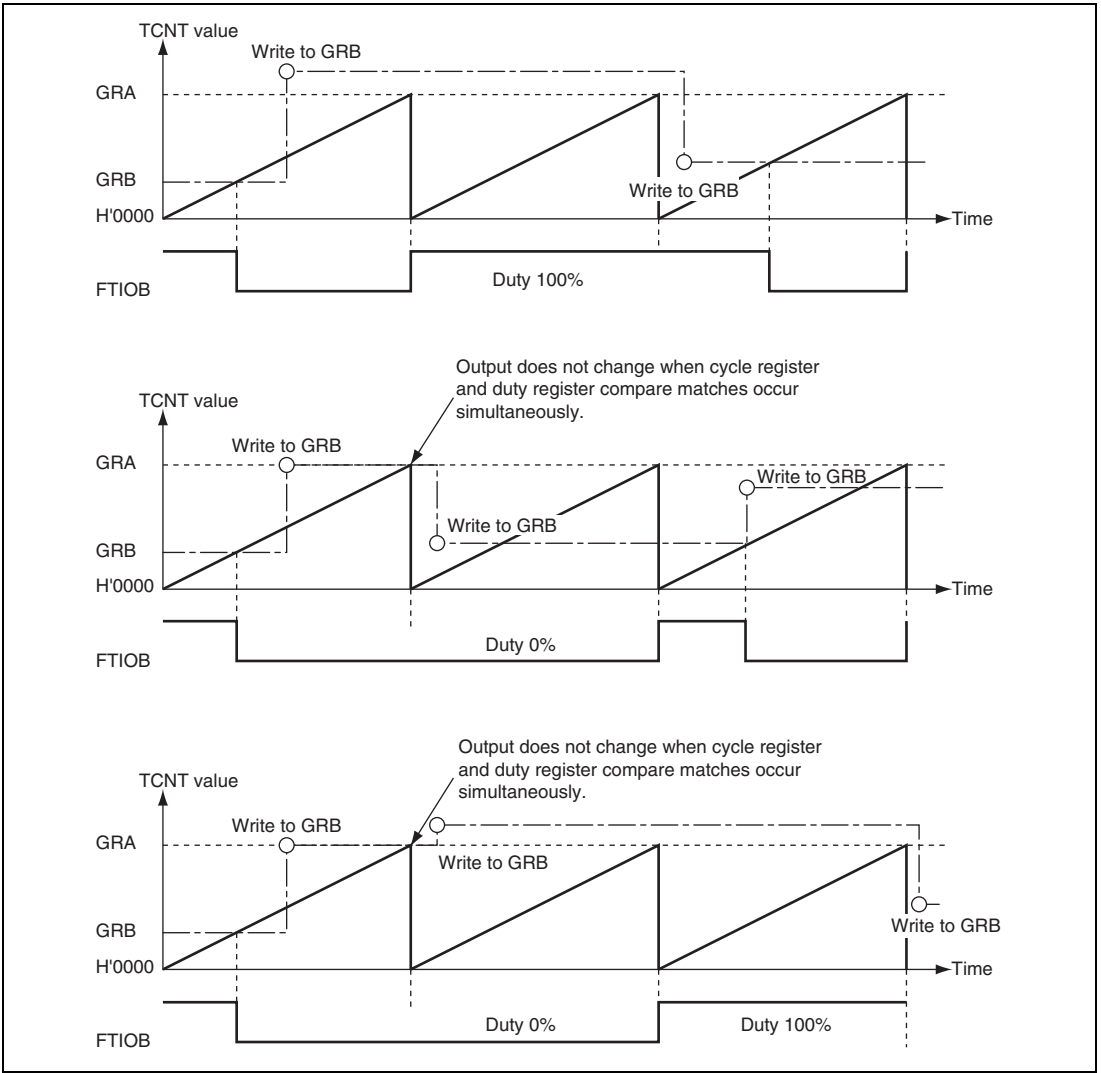 TCNT value
Write to GRB
GRA
GRB
Write to GRB
H'0000
Time
FTIOB
Duty 100%
Output does not change when cycle register
and duty register compare matches occur
simultaneously.
TCNT value
Write to GRB
GRA
Write to GRB
Write to GRB
GRB
H'0000
Time
FTIOB
Duty 0%
Output does not change when cycle register
and duty register compare matches occur
simultaneously.
TCNT value
Write to GRB
GRA
Write to GRB
GRB
Write to GRB
H'0000
Time
FTIOB
Duty 0%
Duty 100%